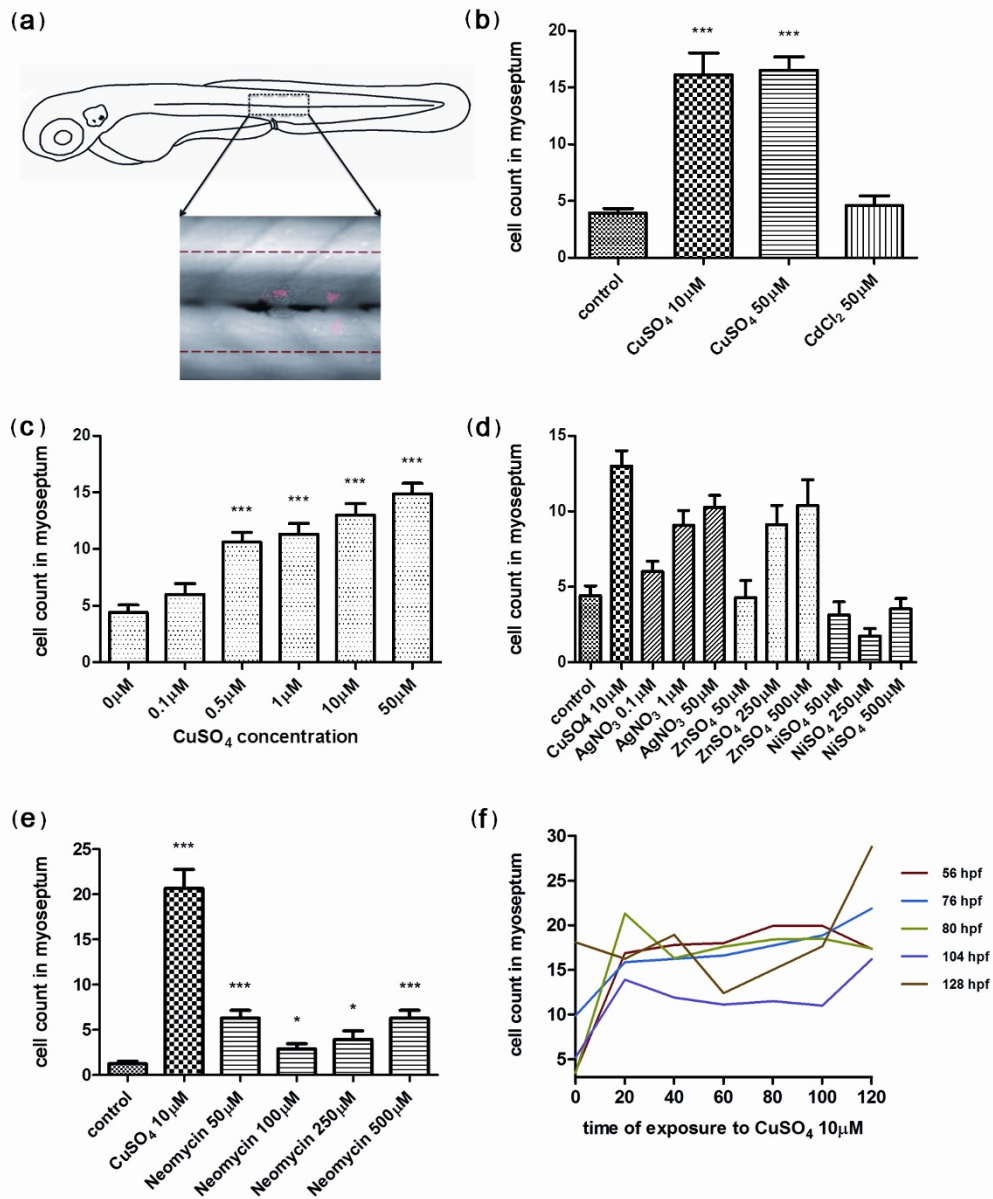 (a)
(b)
cell count in myoseptum
20
15
10
5
0
***
***
control
CuSO₄ 10μM
CuSO₄ 50μM
CdCl₂ 50μM
(c)
cell count in myoseptum
20
15
10
5
0
***
***
***
***
0μM
0.1μM
0.5μM
1μM
10μM
50μM
CuSO₄ concentration
(d)
cell count in myoseptum
15
10
5
0
control
CuSO4 10μM
AgNO₃ 0.1μM
AgNO₃ 1μM
AgNO₃ 50μM
ZnSO₄ 50μM
ZnSO₄ 250μM
ZnSO₄ 500μM
NiSO₄ 50μM
NiSO₄ 250μM
NiSO₄ 500μM
(e)
cell count in myoseptum
25
20
15
10
5
0
***
***
*
*
***
control
CuSO₄ 10μM
Neomycin 50μM
Neomycin 100μM
Neomycin 250μM
Neomycin 500μM
(f)
cell count in myoseptum
30
25
20
15
10
5
0 20 40 60 80 100 120
time of exposure to CuSO₄ 10μM
56 hpf
76 hpf
80 hpf
104 hpf
128 hpf